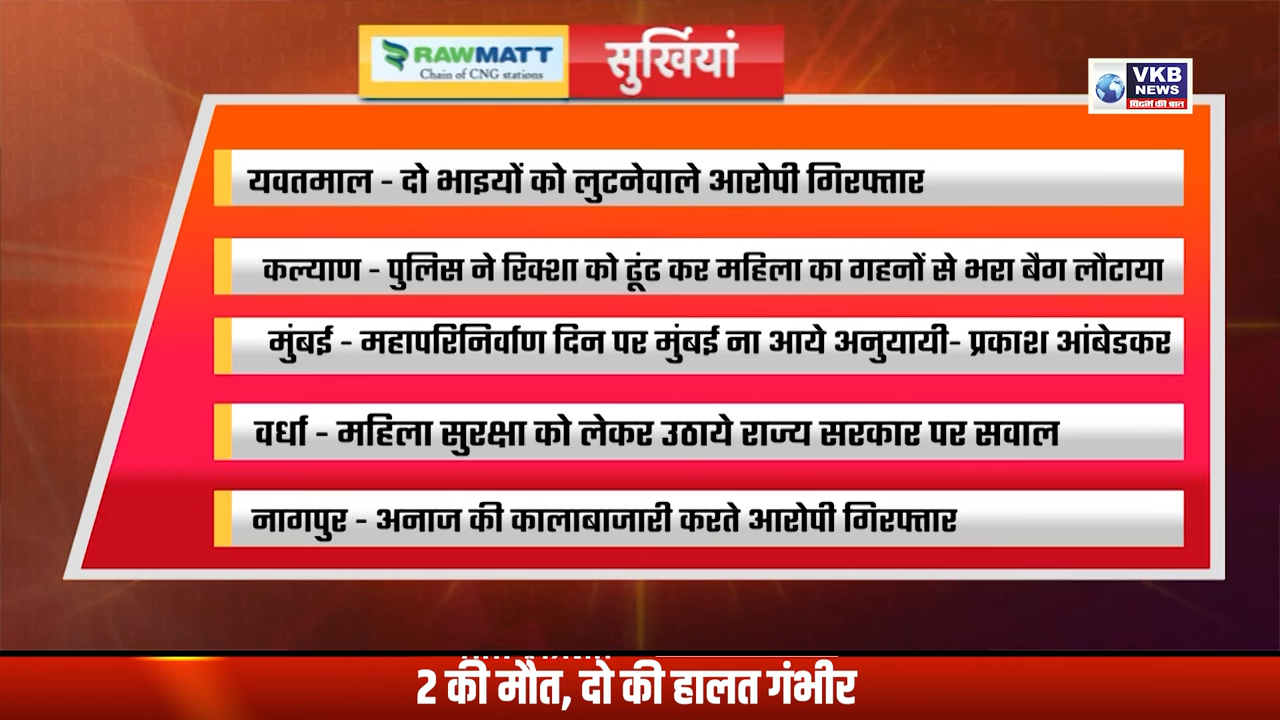 RAWMATT
Chain of CNG stations
सुर्खियां
VKB
NEWS
विदर्भ की बात
यवतमाल - दो भाइयों को लुटनेवाले आरोपी गिरफ्तार
कल्याण - पुलिस ने रिक्शा को ढूंढ कर महिला का गहनों से भरा बैग लौटाया
मुंबई - महापरिनिर्वाण दिन पर मुंबई ना आये अनुयायी- प्रकाश आंबेडकर
वर्धा - महिला सुरक्षा को लेकर उठाये राज्य सरकार पर सवाल
नागपुर - अनाज की कालाबाजारी करते आरोपी गिरफ्तार
2 की मौत, दो की हालत गंभीर